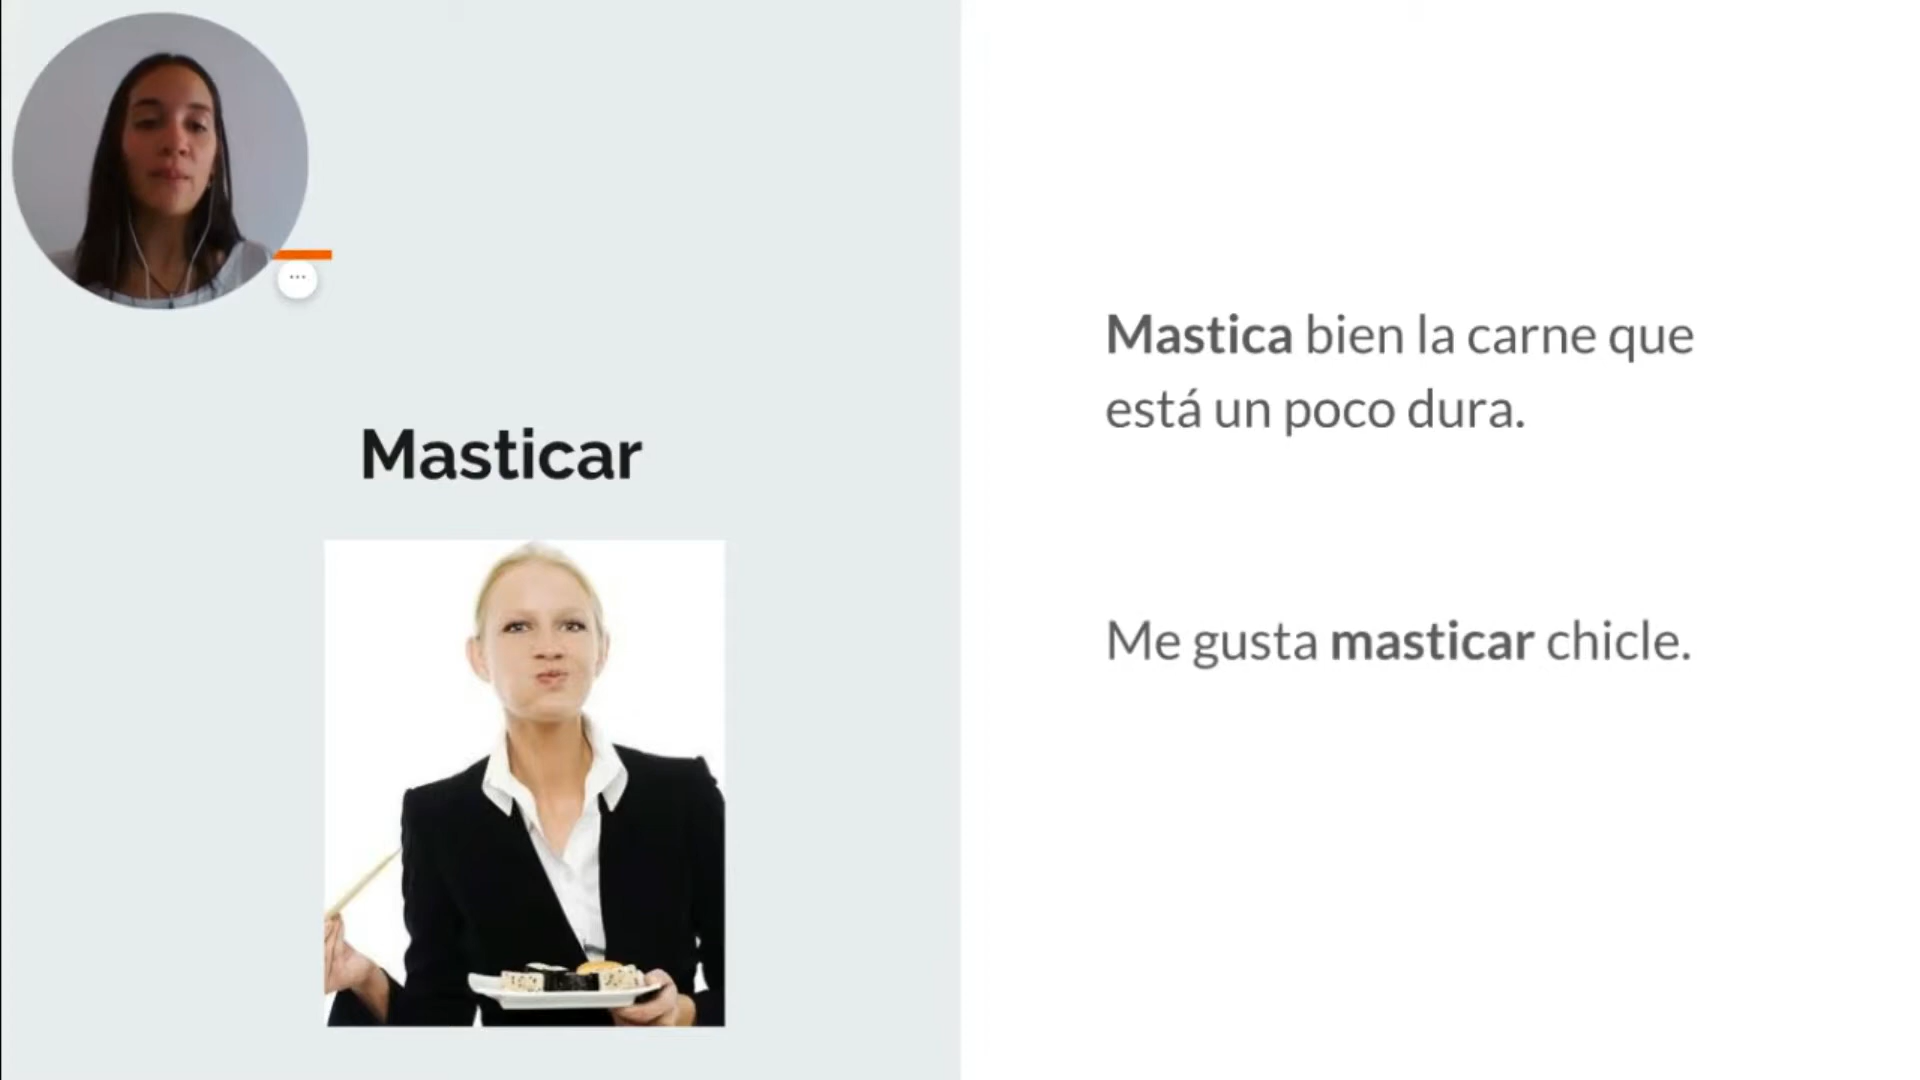 Masticar
Mastica bien la carne que
está un poco dura.
Me gusta masticar chicle.